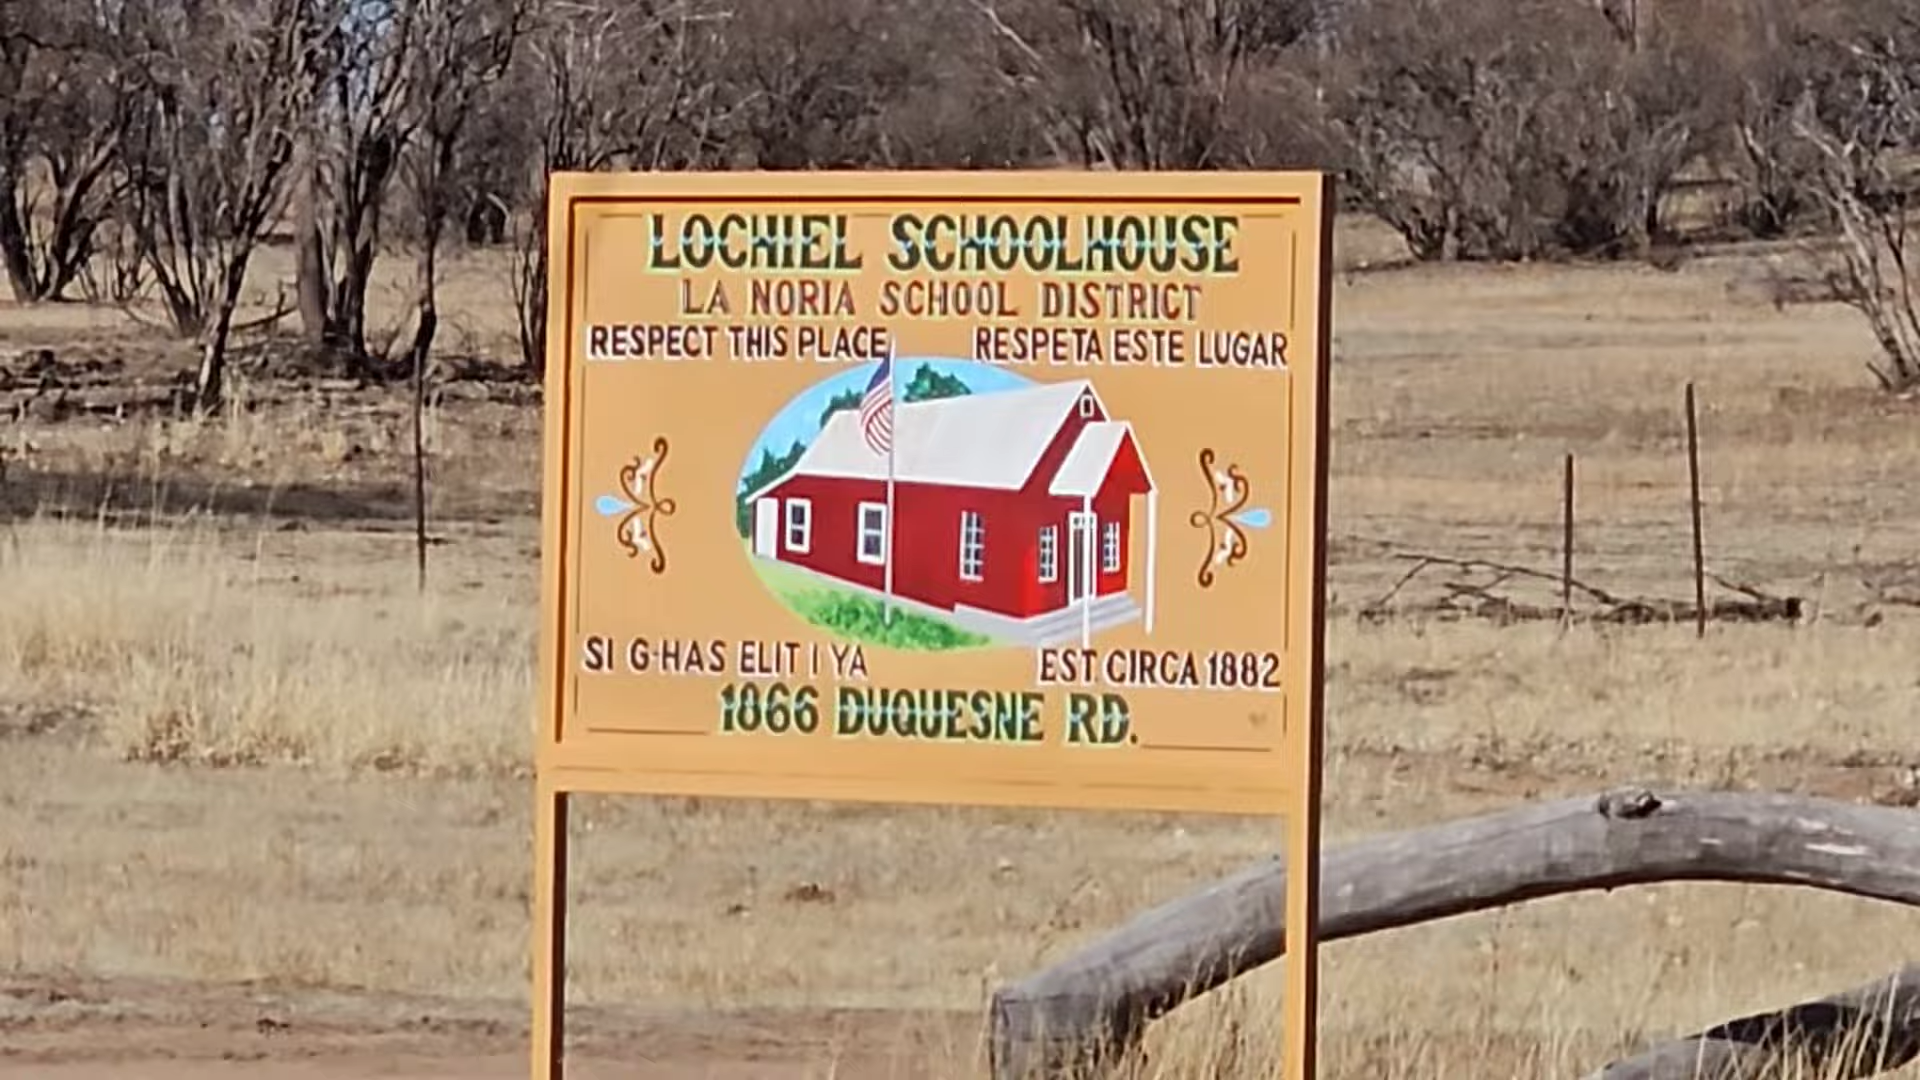 LOCHIEL SCHOOLHOUSE
LA NORIA SCHOOL DISTRICT
RESPECT THIS PLACE
RESPETA ESTE LUGAR
SI G-HAS ELIT I YA
EST. CIRCA 1882
1866 DUQUESNE RD.